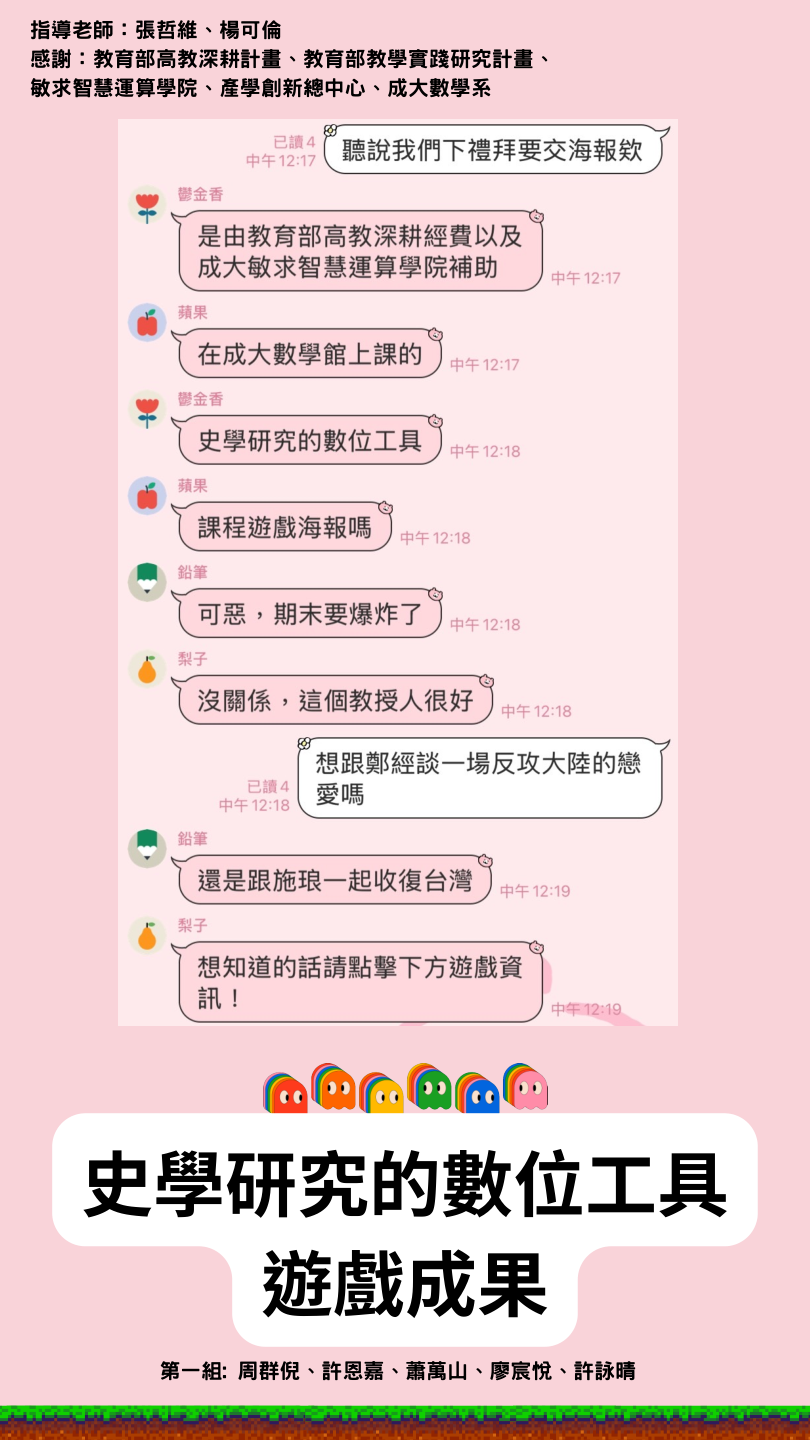 指導老師：張哲維、楊可倫
感謝：教育部高教深耕計畫、教育部教學實踐研究計畫、
敏求智慧運算學院、產學創新總中心、成大數學系
已讀 4
中午 12:17
聽說我們下禮拜要交海報欸
鬱金香
是由教育部高教深耕經費以及
成大敏求智慧運算學院補助
中午 12:17
蘋果
在成大數學館上課的
中午 12:17
鬱金香
史學研究的數位工具
中午 12:18
蘋果
課程遊戲海報嗎
中午 12:18
鉛筆
可惡，期末要爆炸了
中午 12:18
梨子
沒關係，這個教授人很好
中午 12:18
已讀 4
中午 12:18
想跟鄭經談一場反攻大陸的戀
愛嗎
鉛筆
還是跟施琅一起收復台灣
中午 12:19
梨子
想知道的話請點擊下方遊戲資
訊！
中午 12:19
史學研究的數位工具
遊戲成果
第一組: 周群倪、許恩嘉、蕭萬山、廖宸悅、許詠晴